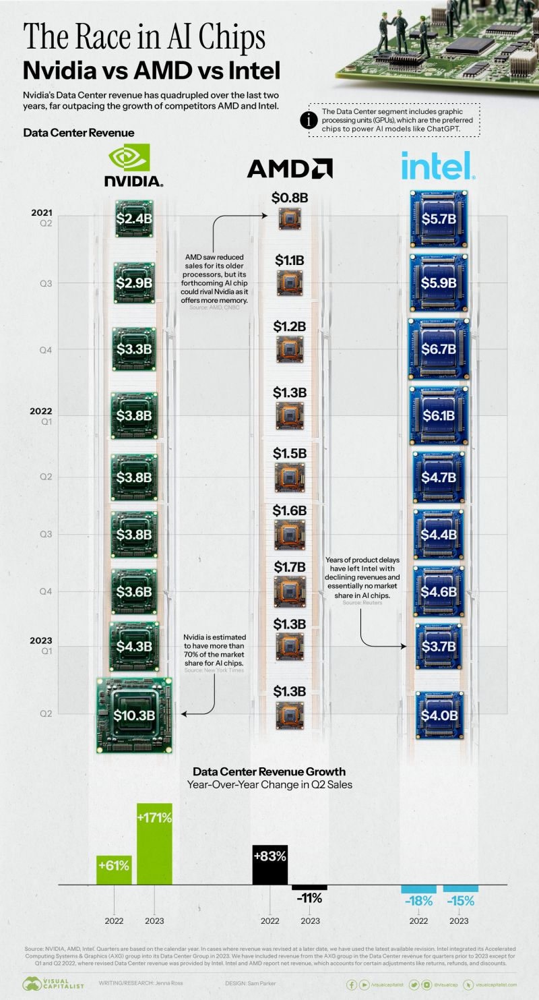 The Race in AI Chips
Nvidia vs AMD vs Intel
Nvidia's Data Center revenue has quadrupled over the last two
years, far outpacing the growth of competitors AMD and Intel.
i
The Data Center segment includes graphic
processing units (GPUs), which are the preferred
chips to power AI models like ChatGPT.
Data Center Revenue
NVIDIA.
AMD
intel.
2021
Q2
$2.4B
$0.8B
$5.7B
AMD saw reduced
sales for its older
processors, but its
forthcoming AI chip
could rival Nvidia as it
offers more memory.
Source: AMD, CNBC
Q3
$2.9B
$1.1B
$5.9B
Q4
$3.3B
$1.2B
$6.7B
2022
Q1
$3.8B
$1.3B
$6.1B
Q2
$3.8B
$1.5B
$4.7B
Q3
$3.8B
$1.6B
$4.4B
Years of product delays
have left Intel with
declining revenues and
essentially no market
share in AI chips.
Source: Reuters
Q4
$3.6B
$1.7B
$4.6B
2023
Q1
$4.3B
$1.3B
$3.7B
Nvidia is estimated
to have more than
70% of the market
share for AI chips.
Source: New York Times
Q2
$10.3B
$1.3B
$4.0B
Data Center Revenue Growth
Year-Over-Year Change in Q2 Sales
+61%
+171%
+83%
-11%
-18%
-15%
2022
2023
2022
2023
2022
2023
Source: NVIDIA, AMD, Intel. Quarters are based on the calendar year. In cases where revenue was revised at a later date, we have used the latest available revision. Intel integrated its Accelerated
Computing Systems & Graphics (AXG) group into its Data Center Group in 2023. We have included revenue from the AXG group in the Data Center revenue for quarters prior to 2023 except for
Q1 and Q2 2022, where revised Data Center revenue was provided by Intel. Intel and AMD report net revenue, which accounts for certain adjustments like returns, refunds, and discounts.
VISUAL
CAPITALIST
WRITING/RESEARCH: Jenna Ross
DESIGN: Sam Parker
/visualcapitalist
@visualcap
visualcapitalist.com